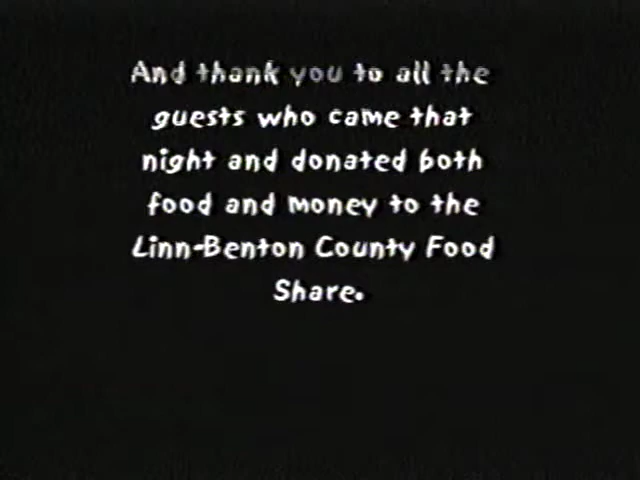 And thank you to all the
guests who came that
night and donated both
food and money to the
Linn-Benton County Food
Share.